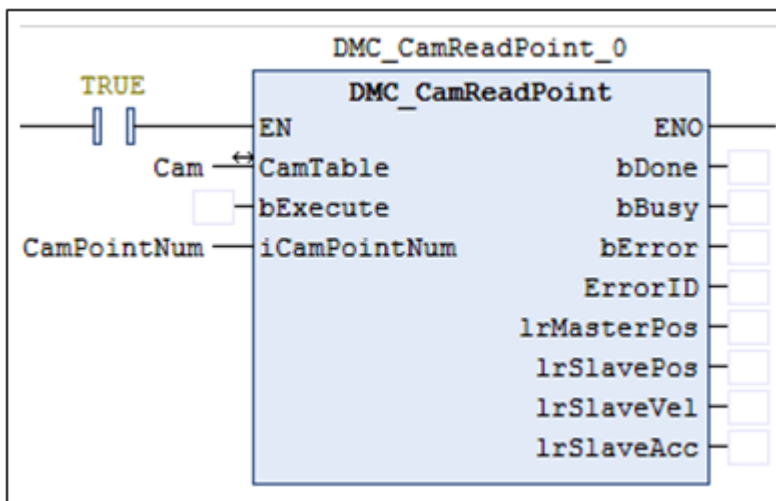 DMC_CamReadPoint_0
TRUE
DMC_CamReadPoint
EN ENO
Cam CamTable bDone
bExecute bBusy
CamPointNum iCamPointNum bError
ErrorID
lrMasterPos
lrSlavePos
lrSlaveVel
lrSlaveAcc